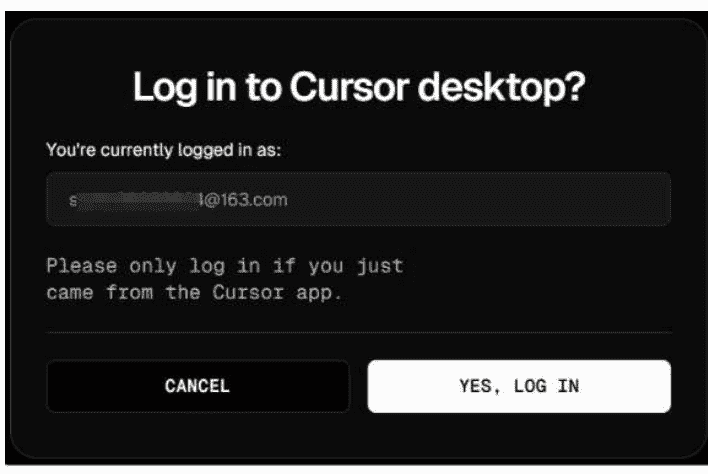 Log in to Cursor desktop?
You're currently logged in as:
4@163.com
Please only log in if you just
came from the Cursor app.
CANCEL
YES, LOG IN